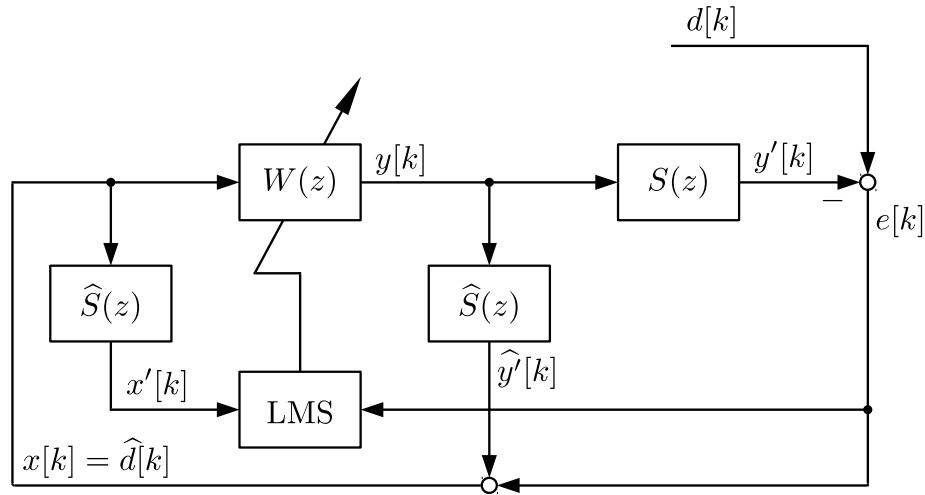 d[k]
W(z)
y[k]
S(z)
y′[k]
−
e[k]
Ŝ(z)
Ŝ(z)
x′[k]
LMS
ŷ′[k]
x[k] = d̂[k]